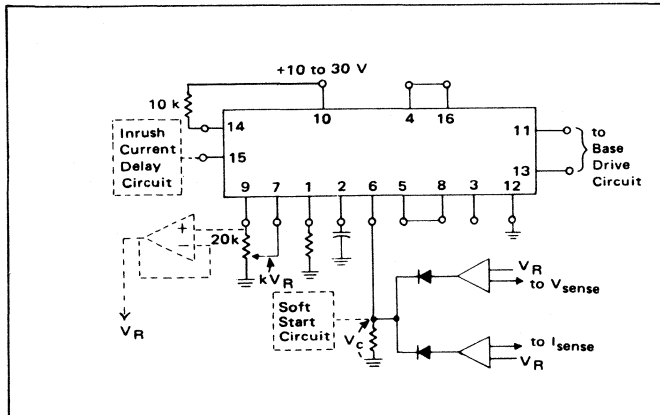 +10 to 30 V
10 k
4 16
10
14
11
Inrush
Current
Delay
Circuit
15
13
to
Base
Drive
Circuit
9 7 1 2 6 5 8 3 12
+
−
20k
kVR
VR
Soft
Start
Circuit
VC
VR
to Vsense
to Isense
VR